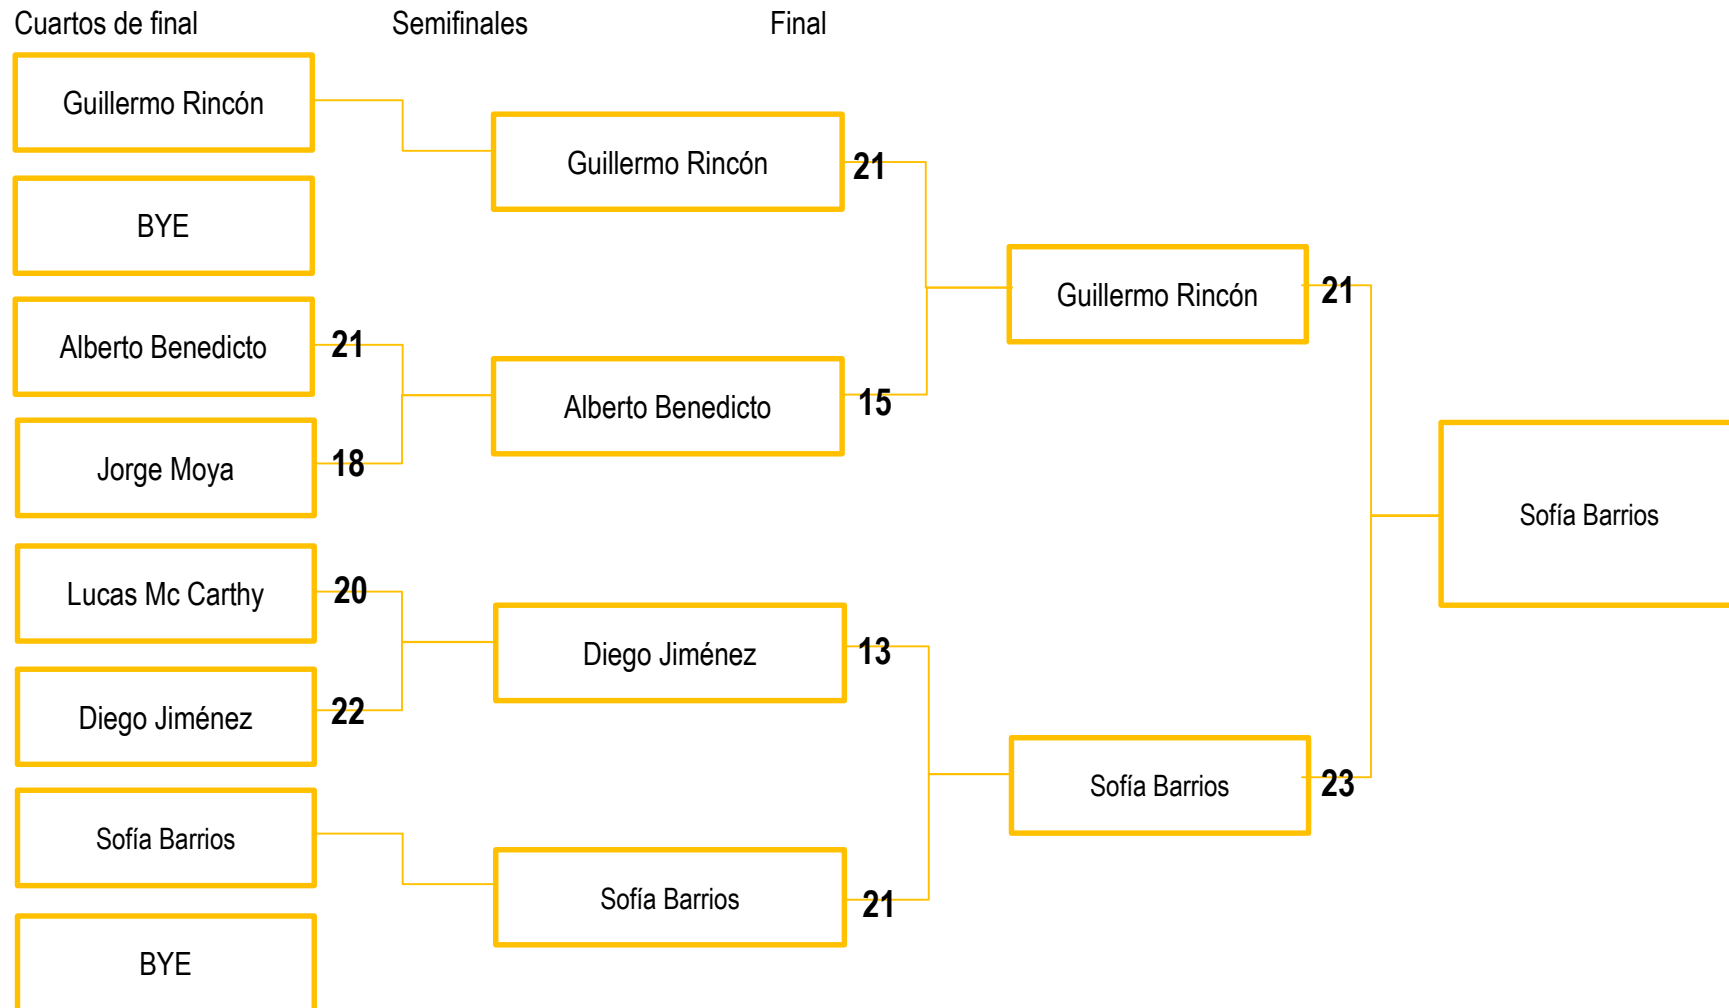 Cuartos de final
Semifinales
Final
Guillermo Rincón
BYE
Alberto Benedicto
21
Jorge Moya
18
Lucas Mc Carthy
20
Diego Jiménez
22
Sofía Barrios
BYE
Guillermo Rincón
21
Alberto Benedicto
15
Diego Jiménez
13
Sofía Barrios
21
Guillermo Rincón
21
Sofía Barrios
23
Sofía Barrios